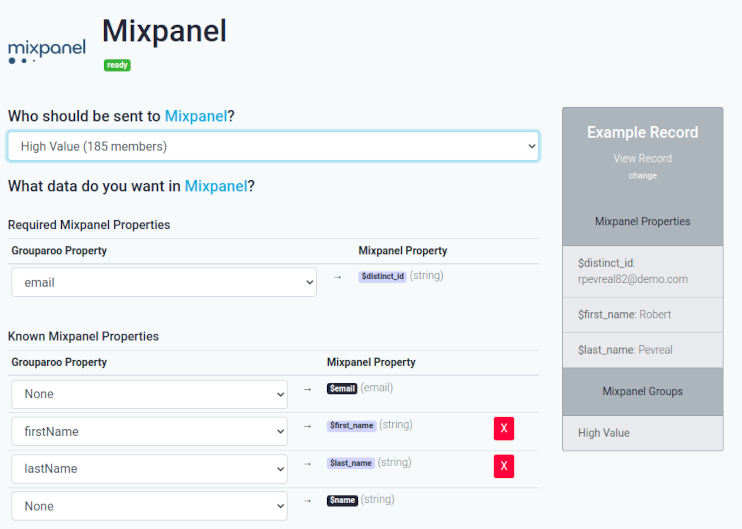 mixpanel
Mixpanel
ready
Who should be sent to Mixpanel?
High Value (185 members)
What data do you want in Mixpanel?
Required Mixpanel Properties
Grouparoo Property Mixpanel Property
email → $distinct_id (string)
Known Mixpanel Properties
Grouparoo Property Mixpanel Property
None → $email (email)
firstName → $first_name (string) X
lastName → $last_name (string) X
None → $name (string)
Example Record
View Record
change
Mixpanel Properties
$distinct_id:
rpevreal82@demo.com
$first_name: Robert
$last_name: Pevreal
Mixpanel Groups
High Value